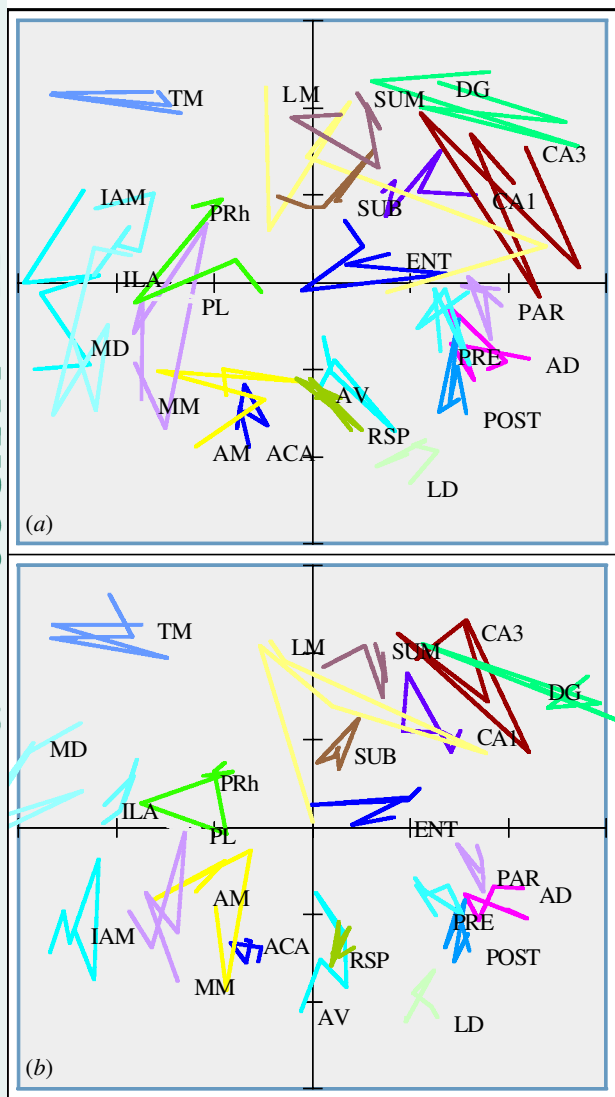 TM
LM
SUM
DG
CA3
IAM
PRh
SUB
CA1
ENT
ILA
PL
PAR
MD
PRE
AD
MM
AV
POST
RSP
AM
ACA
LD
(a)
TM
LM
SUM
CA3
DG
MD
SUB
CA1
PRh
ILA
PL
ENT
PAR
AD
AM
PRE
IAM
ACA
RSP
POST
MM
AV
LD
(b)